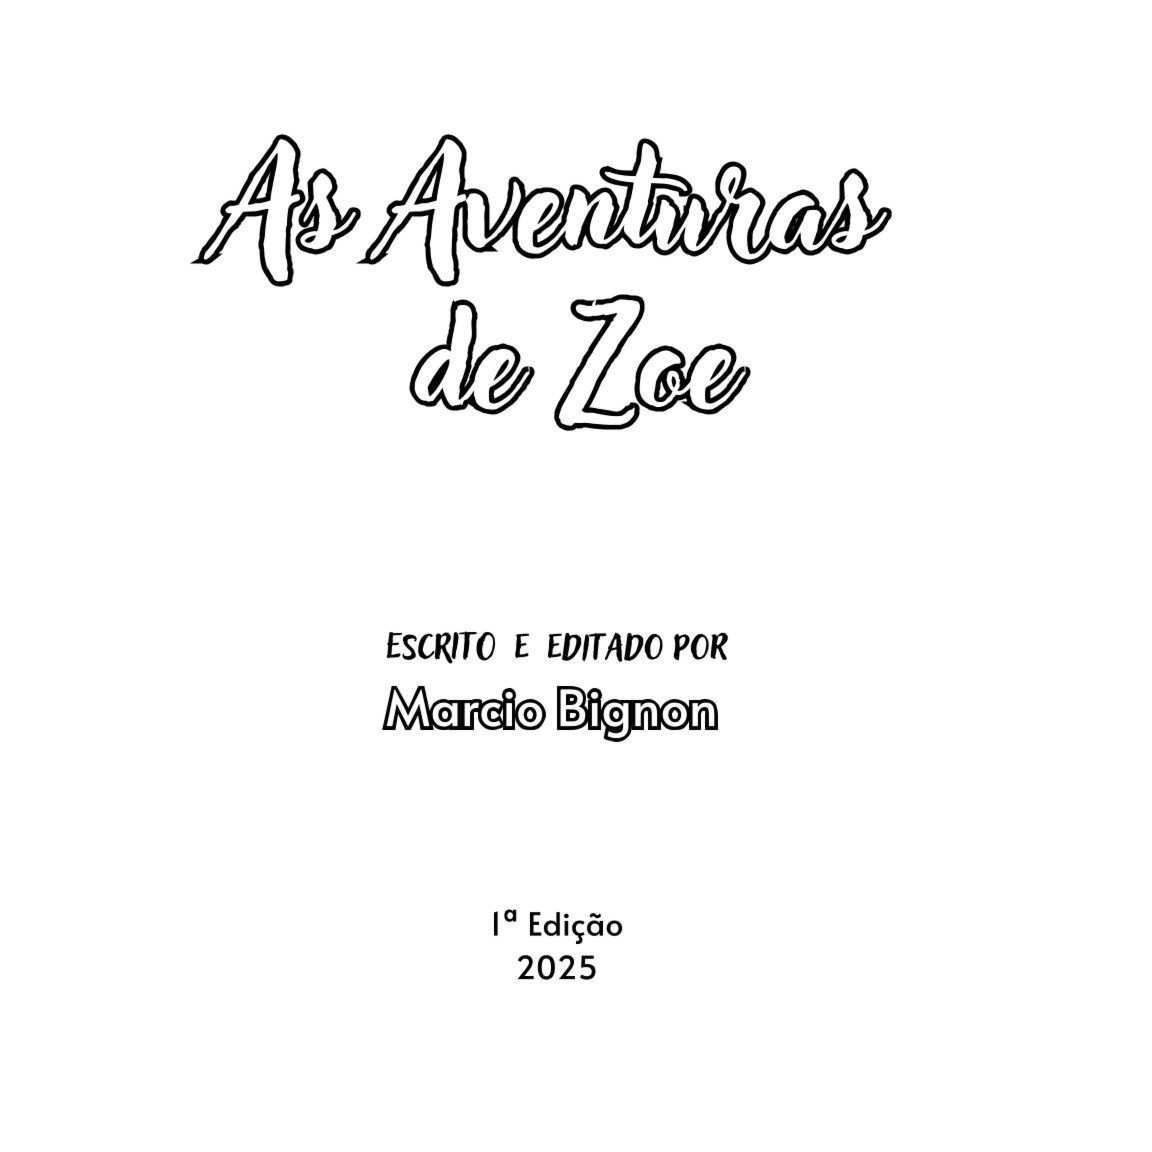 As Aventuras
de Zoe
ESCRITO E EDITADO POR
Marcio Bignon
1ª Edição
2025